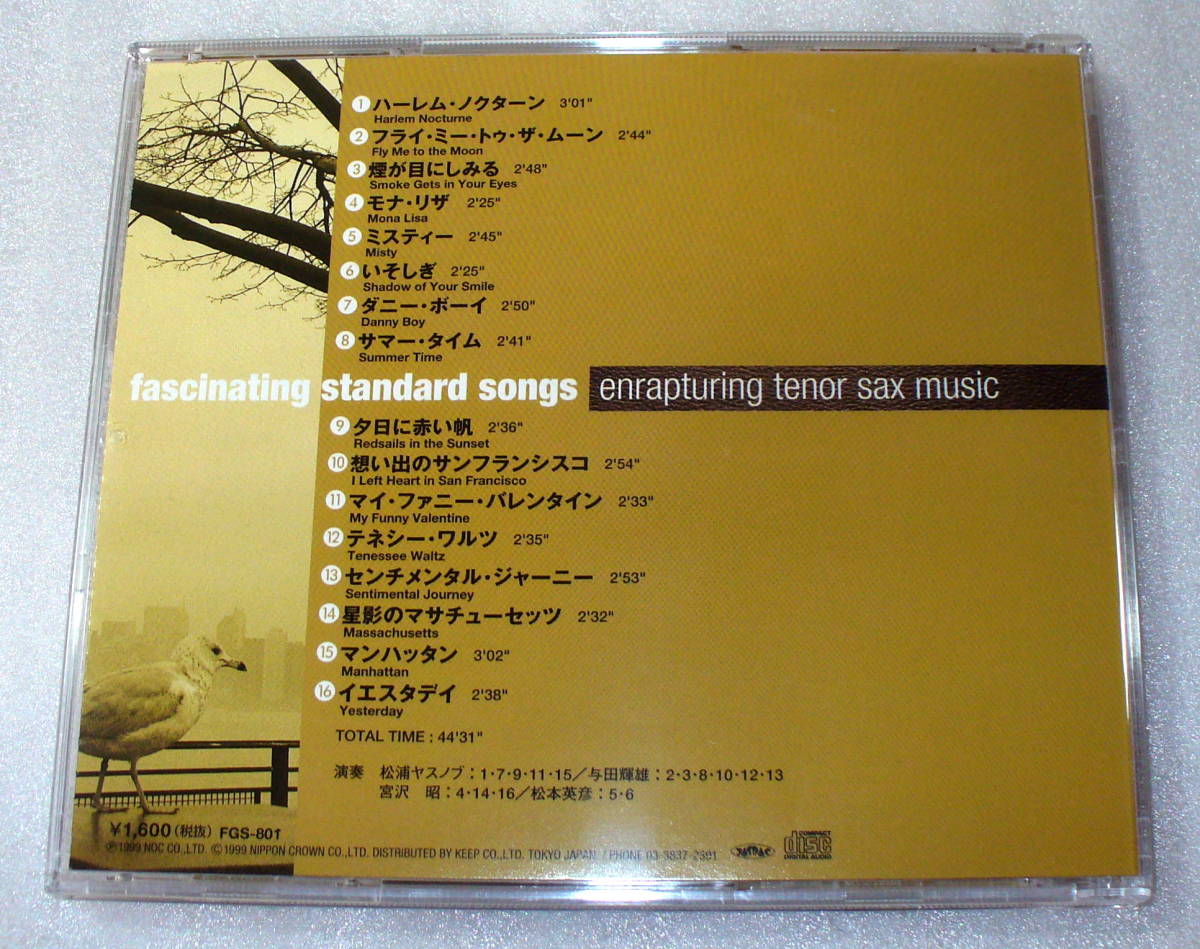 1 ハーレム・ノクターン 3'01"
Harlem Nocturne
2 フライ・ミー・トゥ・ザ・ムーン 2'44"
Fly Me to the Moon
3 煙が目にしみる 2'48"
Smoke Gets in Your Eyes
4 モナ・リザ 2'25"
Mona Lisa
5 ミスティー 2'45"
Misty
6 いそしぎ 2'25"
Shadow of Your Smile
7 ダニー・ボーイ 2'50"
Danny Boy
8 サマー・タイム 2'41"
Summer Time
fascinating standard songs enrapturing tenor sax music
9 夕日に赤い帆 2'36"
Redsails in the Sunset
10 想い出のサンフランシスコ 2'54"
I Left Heart in San Francisco
11 マイ・ファニー・バレンタイン 2'33"
My Funny Valentine
12 テネシー・ワルツ 2'35"
Tenessee Waltz
13 センチメンタル・ジャーニー 2'53"
Sentimental Journey
14 星影のマサチューセッツ 2'32"
Massachusetts
15 マンハッタン 3'02"
Manhattan
16 イエスタデイ 2'38"
Yesterday
TOTAL TIME : 44'31"
演奏 松浦ヤスノブ：1・7・9・11・15／与田輝雄：2・3・8・10・12・13
宮沢 昭：4・14・16／松本英彦：5・6
¥1,600（税抜） FGS-801
℗1999 NOC CO.,LTD. ©1999 NIPPON CROWN CO.,LTD. DISTRIBUTED BY KEEP CO.,LTD. TOKYO JAPAN. / PHONE 03-3837-2391
COMPACT
disc
DIGITAL AUDIO